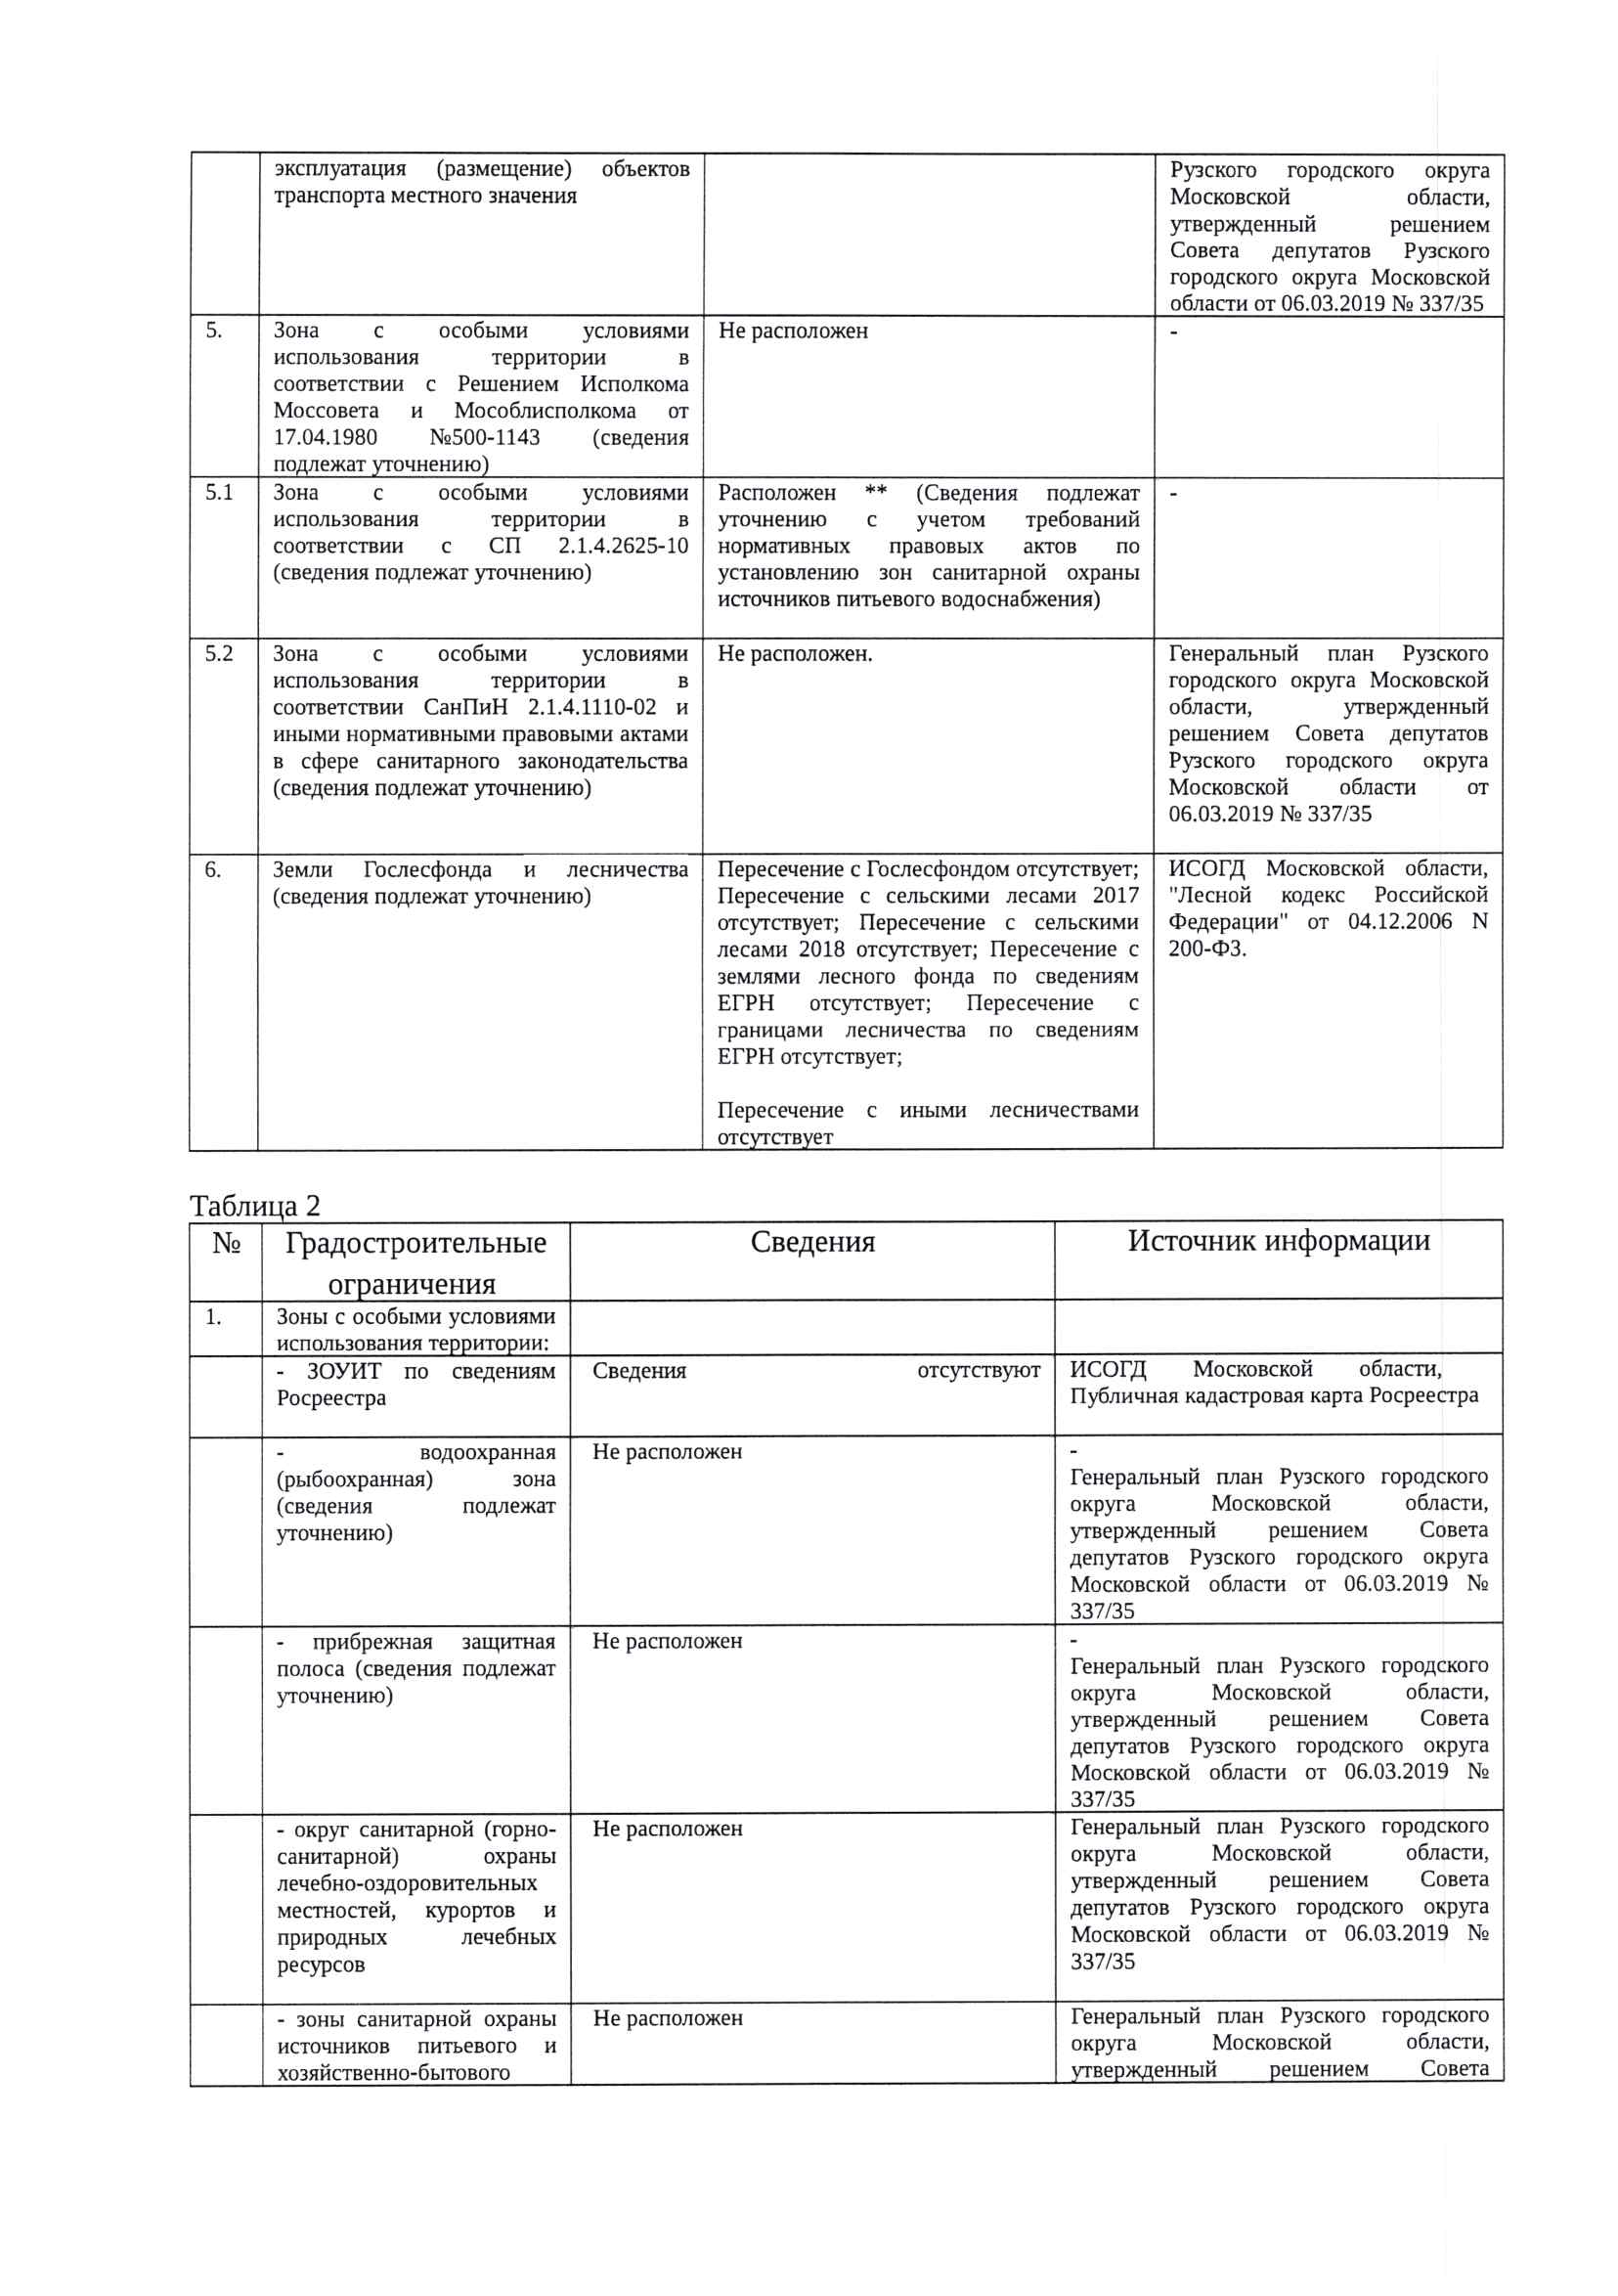 эксплуатация (размещение) объектов
транспорта местного значения
Рузского городского округа
Московской области,
утвержденный решением
Совета депутатов Рузского
городского округа Московской
области от 06.03.2019 № 337/35
5.
Зона с особыми условиями
использования территории в
соответствии с Решением Исполкома
Моссовета и Мособлисполкома от
17.04.1980 №500-1143 (сведения
подлежат уточнению)
Не расположен
-
5.1
Зона с особыми условиями
использования территории в
соответствии с СП 2.1.4.2625-10
(сведения подлежат уточнению)
Расположен ** (Сведения подлежат
уточнению с учетом требований
нормативных правовых актов по
установлению зон санитарной охраны
источников питьевого водоснабжения)
-
5.2
Зона с особыми условиями
использования территории в
соответствии СанПиН 2.1.4.1110-02 и
иными нормативными правовыми актами
в сфере санитарного законодательства
(сведения подлежат уточнению)
Не расположен.
Генеральный план Рузского
городского округа Московской
области, утвержденный
решением Совета депутатов
Рузского городского округа
Московской области от
06.03.2019 № 337/35
6.
Земли Гослесфонда и лесничества
(сведения подлежат уточнению)
Пересечение с Гослесфондом отсутствует;
Пересечение с сельскими лесами 2017
отсутствует; Пересечение с сельскими
лесами 2018 отсутствует; Пересечение с
землями лесного фонда по сведениям
ЕГРН отсутствует; Пересечение с
границами лесничества по сведениям
ЕГРН отсутствует;
Пересечение с иными лесничествами
отсутствует
ИСОГД Московской области,
"Лесной кодекс Российской
Федерации" от 04.12.2006 N
200-ФЗ.
Таблица 2
№
Градостроительные
ограничения
Сведения
Источник информации
1.
Зоны с особыми условиями
использования территории:
- ЗОУИТ по сведениям
Росреестра
Сведения отсутствуют
ИСОГД Московской области,
Публичная кадастровая карта Росреестра
- водоохранная
(рыбоохранная) зона
(сведения подлежат
уточнению)
Не расположен
-
Генеральный план Рузского городского
округа Московской области,
утвержденный решением Совета
депутатов Рузского городского округа
Московской области от 06.03.2019 №
337/35
- прибрежная защитная
полоса (сведения подлежат
уточнению)
Не расположен
-
Генеральный план Рузского городского
округа Московской области,
утвержденный решением Совета
депутатов Рузского городского округа
Московской области от 06.03.2019 №
337/35
- округ санитарной (горно-
санитарной) охраны
лечебно-оздоровительных
местностей, курортов и
природных лечебных
ресурсов
Не расположен
Генеральный план Рузского городского
округа Московской области,
утвержденный решением Совета
депутатов Рузского городского округа
Московской области от 06.03.2019 №
337/35
- зоны санитарной охраны
источников питьевого и
хозяйственно-бытового
Не расположен
Генеральный план Рузского городского
округа Московской области,
утвержденный решением Совета